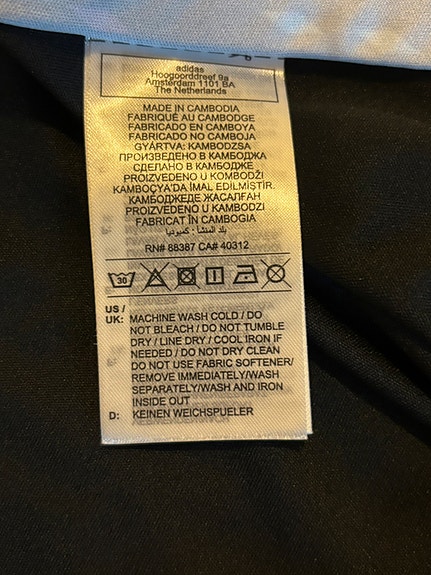 adidas
Hoogoorddreef 9a
Amsterdam 1101 BA
The Netherlands
MADE IN CAMBODIA
FABRIQUÉ AU CAMBODGE
FABRICADO EN CAMBOYA
FABRICADO NO CAMBOJA
GYÁRTVA: KAMBODZSA
ПРОИЗВЕДЕНО В КАМБОДЖА
СДЕЛАНО В КАМБОДЖЕ
PROIZVEDENO U KOMBODŽI
KAMBOÇYA'DA İMAL EDİLMİŞTİR.
КАМБОДЖЕДЕ ЖАСАЛҒАН
PROIZVEDENO U KAMBODZI
FABRICAT ÎN CAMBOGIA
بلد المنشأ: كمبوديا
RN# 88387 CA# 40312
30
US /
UK: MACHINE WASH COLD / DO
NOT BLEACH / DO NOT TUMBLE
DRY / LINE DRY / COOL IRON IF
NEEDED / DO NOT DRY CLEAN
DO NOT USE FABRIC SOFTENER/
REMOVE IMMEDIATELY/WASH
SEPARATELY/WASH AND IRON
INSIDE OUT
D: KEINEN WEICHSPUELER